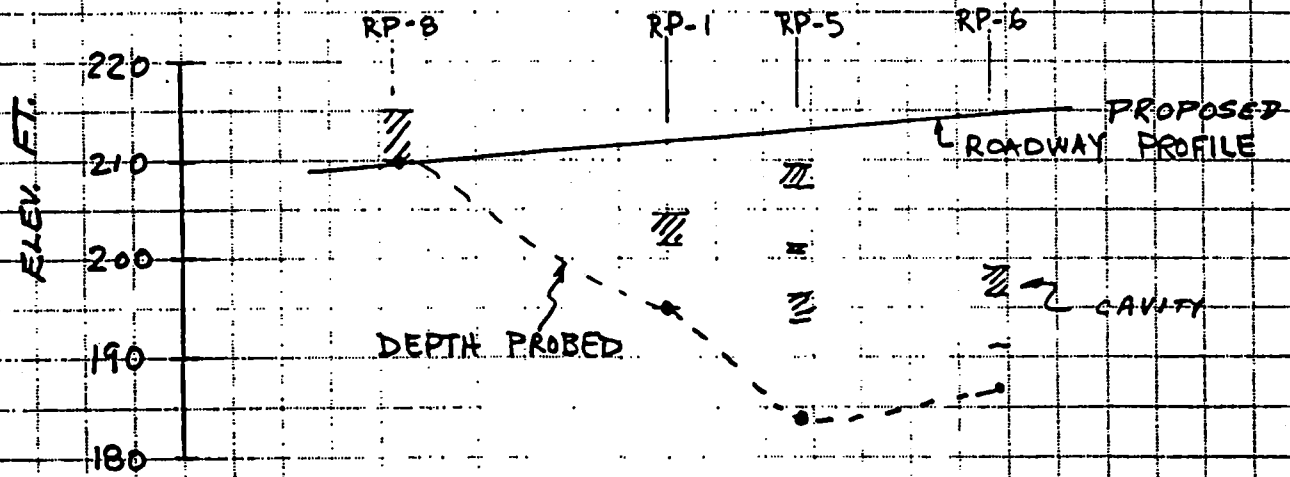 RP-8
RP-1
RP-5
RP-6
ELEV. FT.
220
210
200
190
180
PROPOSED
ROADWAY PROFILE
CAVITY
DEPTH PROBED